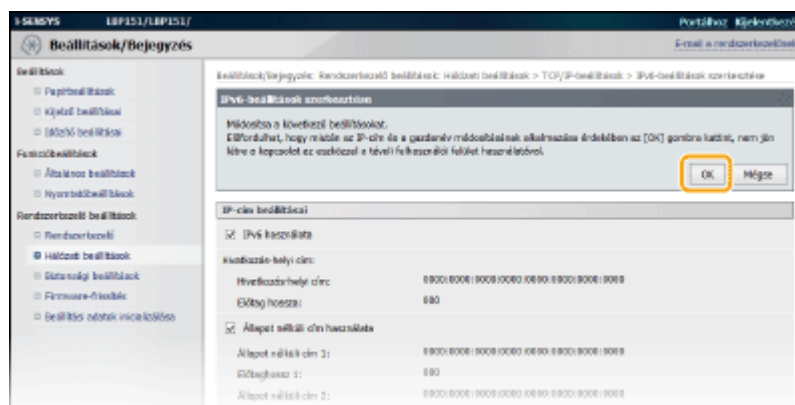 i-SENSYS LBP151/LBP151/ Portálhoz Kijelentkezés
Beállítások/Bejegyzés E-mail a rendszerkezelőnek
Beállítások
Papírbeállítások
Kijelző beállításai
Időzítő beállításai
Funkcióbeállítások
Általános beállítások
Nyomtatóbeállítások
Rendszerkezelő beállítások
Rendszerkezelő
Hálózati beállítások
Biztonsági beállítások
Firmware-frissítés
Beállítás adatok inicializálása
Beállítások/Bejegyzés: Rendszerkezelő beállítások: Hálózati beállítások > TCP/IP-beállítások > IPv6-beállítások szerkesztése
IPv6-beállítások szerkesztése
Módosítsa a következő beállításokat.
Előfordulhat, hogy miután az IP-cím és a gazdanév módosításainak alkalmazása érdekében az [OK] gombra kattint, nem jön
létre a kapcsolat az eszközzel a távoli felhasználói felület használatával.
OK Mégse
IP-cím beállításai
IPv6 használata
Hivatkozás-helyi cím:
Hivatkozás-helyi cím: 0000:0000:0000:0000:0000:0000:0000:0000
Előtag hossza: 000
Állapot nélküli cím használata
Állapot nélküli cím 1: 0000:0000:0000:0000:0000:0000:0000:0000
Előtaghossz 1: 000
Állapot nélküli cím 2: 0000:0000:0000:0000:0000:0000:0000:0000